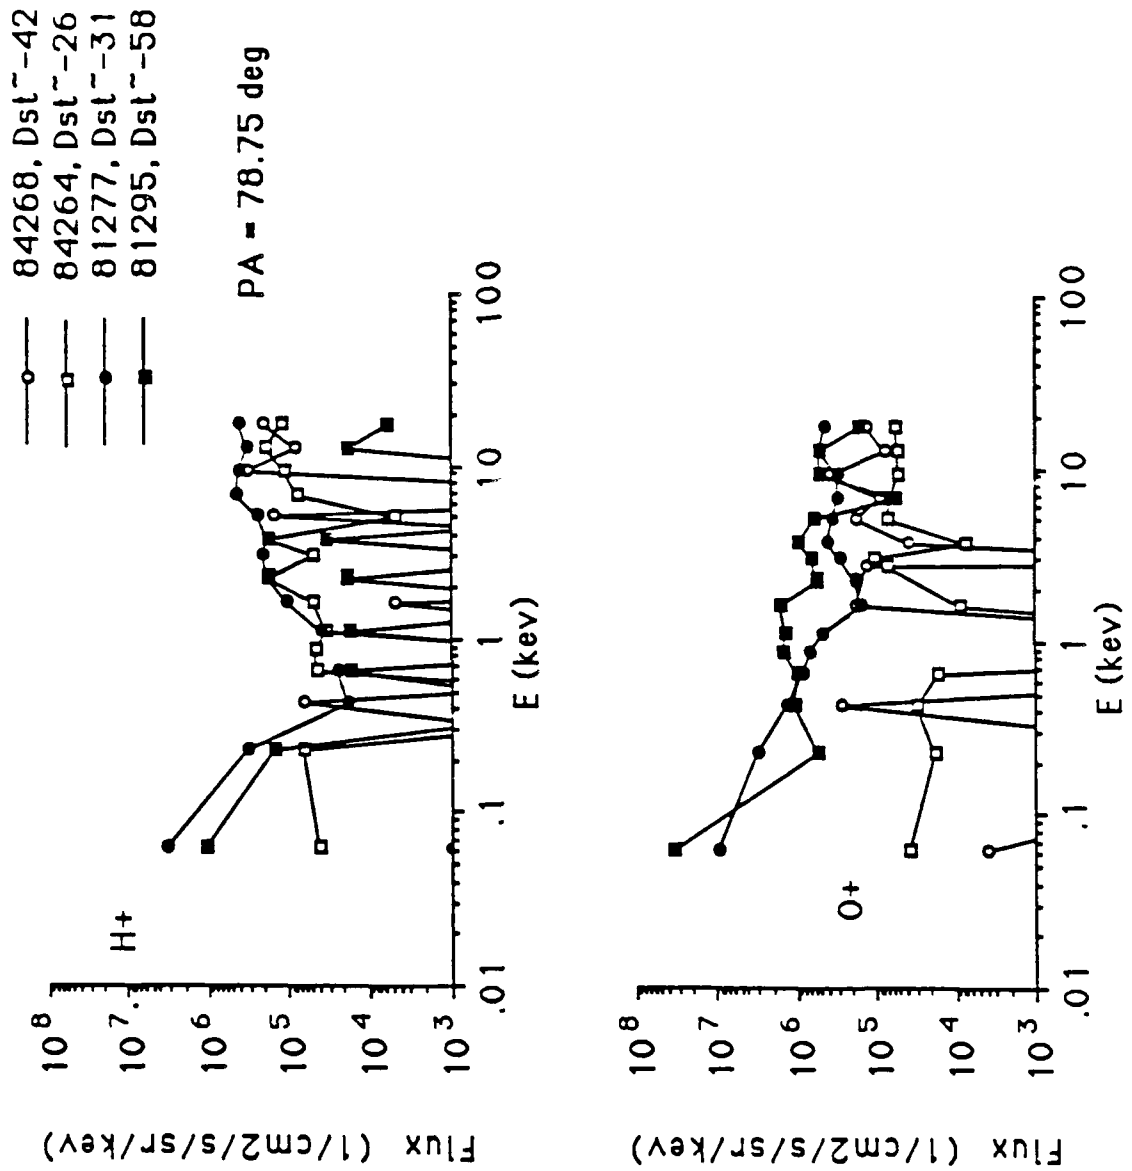 84268, Dst~-42
84264, Dst~-26
81277, Dst~-31
81295, Dst~-58
PA = 78.75 deg
H+
Flux (1/cm2/s/sr/kev)
10^8
10^7
10^6
10^5
10^4
10^3
.01
.1
1
10
100
E (kev)
O+
Flux (1/cm2/s/sr/kev)
10^8
10^7
10^6
10^5
10^4
10^3
.01
.1
1
10
100
E (kev)